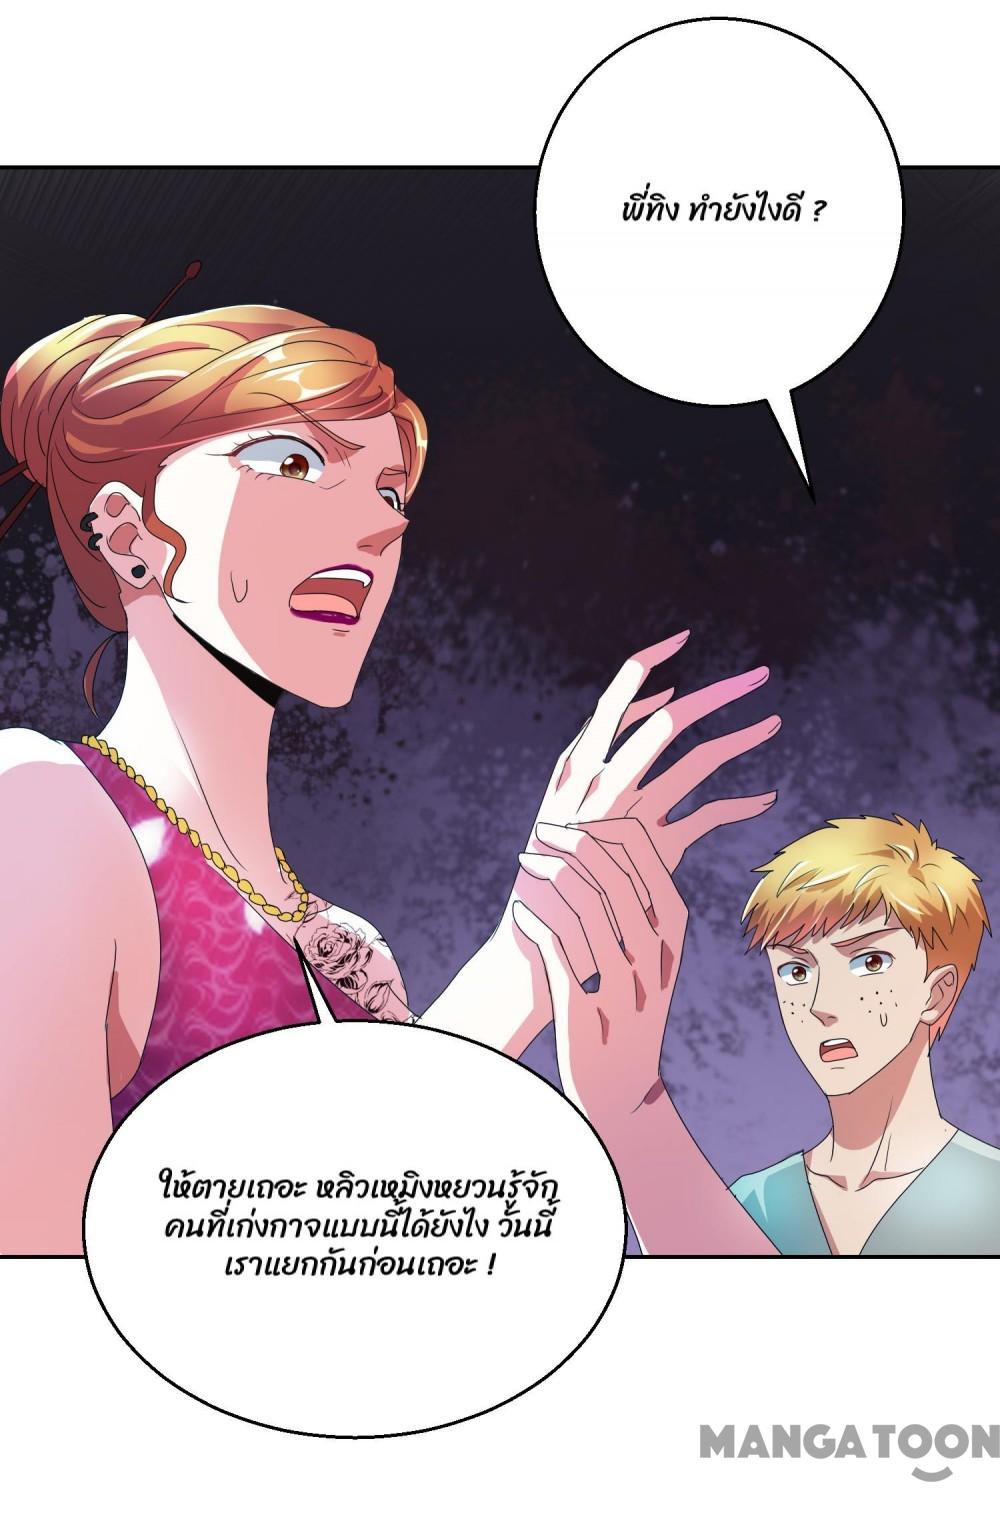 พี่ทิง ทำยังไงดี ?
ให้ตายเถอะ หลิวเหมิงหยวนรู้จัก
คนที่เก่งกาจแบบนี้ได้ยังไง วันนี้
เราแยกกันก่อนเถอะ !
MANGATOON